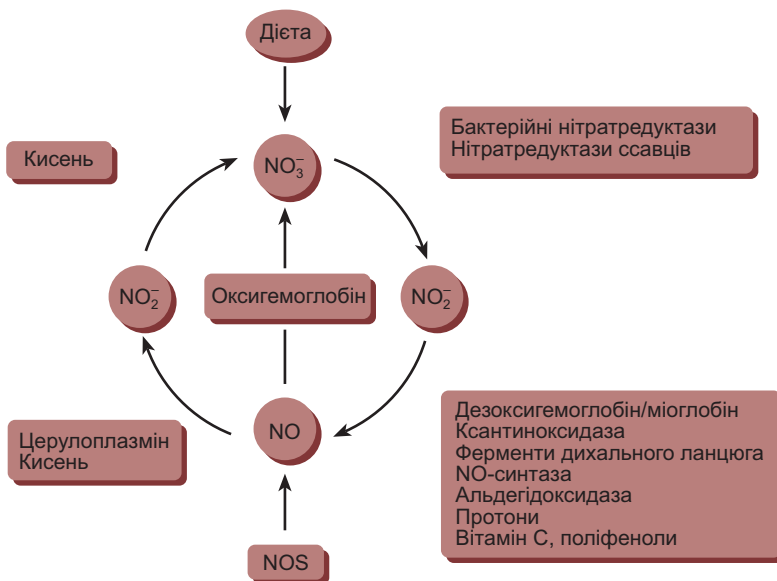 Дієта
Бактерійні нітратредуктази
Нітратредуктази ссавців
Кисень
NO₃⁻
NO₂⁻
Оксигемоглобін
NO₂⁻
Дезоксигемоглобін/міоглобін
Ксантиноксидаза
Ферменти дихального ланцюга
NO-синтаза
Альдегідоксидаза
Протони
Вітамін С, поліфеноли
Церулоплазмін
Кисень
NO
NOS